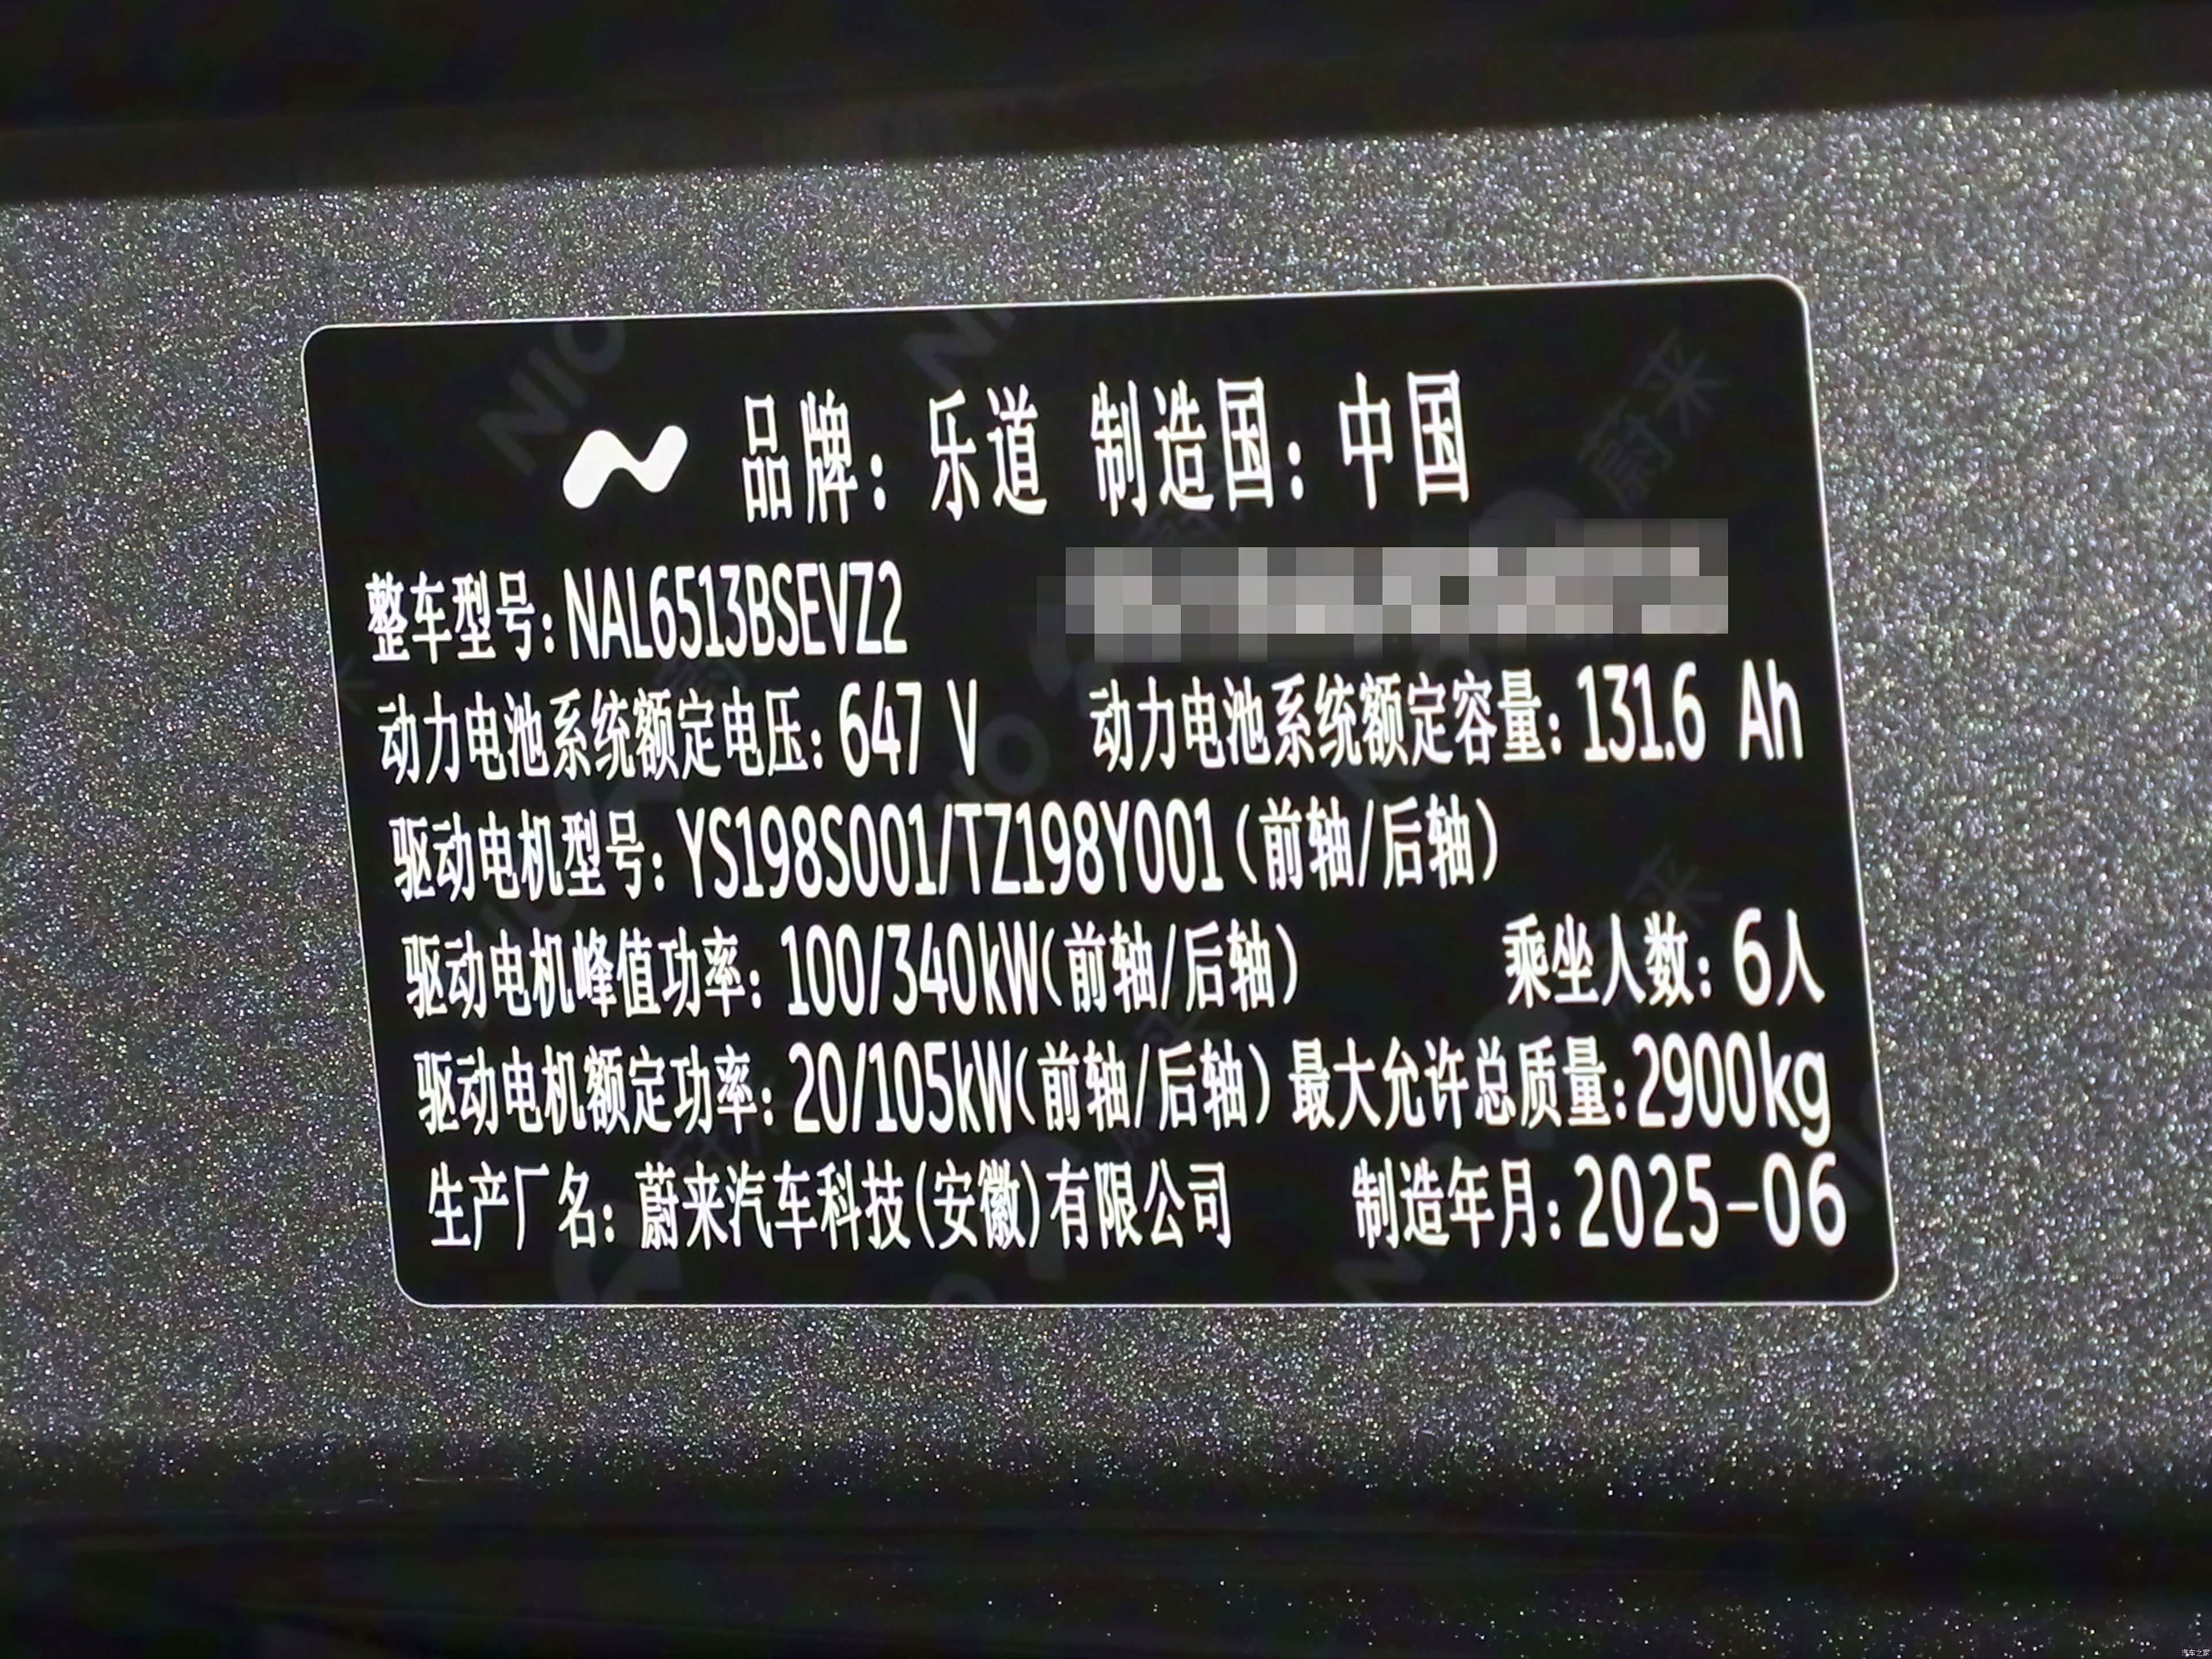 品牌：乐道 制造国：中国
整车型号：NAL6513BSEVZ2
动力电池系统额定电压：647 V 动力电池系统额定容量：131.6 Ah
驱动电机型号：YS198S001/TZ198Y001（前轴/后轴）
驱动电机峰值功率：100/340kW（前轴/后轴） 乘坐人数：6人
驱动电机额定功率：20/105kW（前轴/后轴） 最大允许总质量：2900kg
生产厂名：蔚来汽车科技(安徽)有限公司 制造年月：2025-06
汽车之家